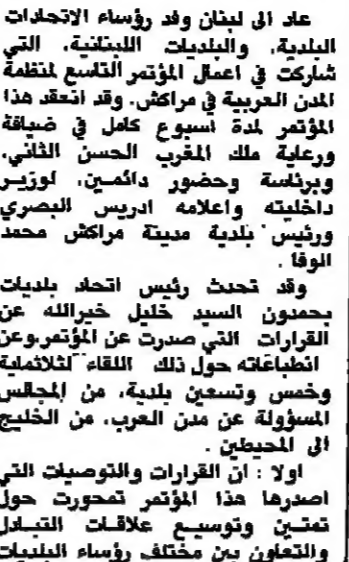 عاد الى لبنان وفد رؤساء الاتحادات
البلدية، والبلديات اللبنانية، التي
شاركت في اعمال المؤتمر التاسع لمنظمة
المدن العربية في مراكش. وقد انعقد هذا
المؤتمر لمدة اسبوع كامل في ضيافة
ورعاية ملك المغرب الحسن الثاني،
وبرئاسة وحضور دائمين، لوزير
داخليته واعلامه ادريس البصري
ورئيس بلدية مدينة مراكش محمد
الوفا .
وقد تحدث رئيس اتحاد بلديات
بحمدون السيد خليل خيرالله عن
القرارات التي صدرت عن المؤتمر،وعن
انطباعاته حول ذلك اللقاء لثلاثماية
وخمس وتسعين بلدية، من المجالس
المسؤولة عن مدن العرب، من الخليج
الى المحيطين .
اولا : ان القرارات والتوصيات التي
اصدرها هذا المؤتمر تمحورت حول
تمتين وتوسيع علاقات التبادل
والتعاون بين مختلف رؤساء البلديات